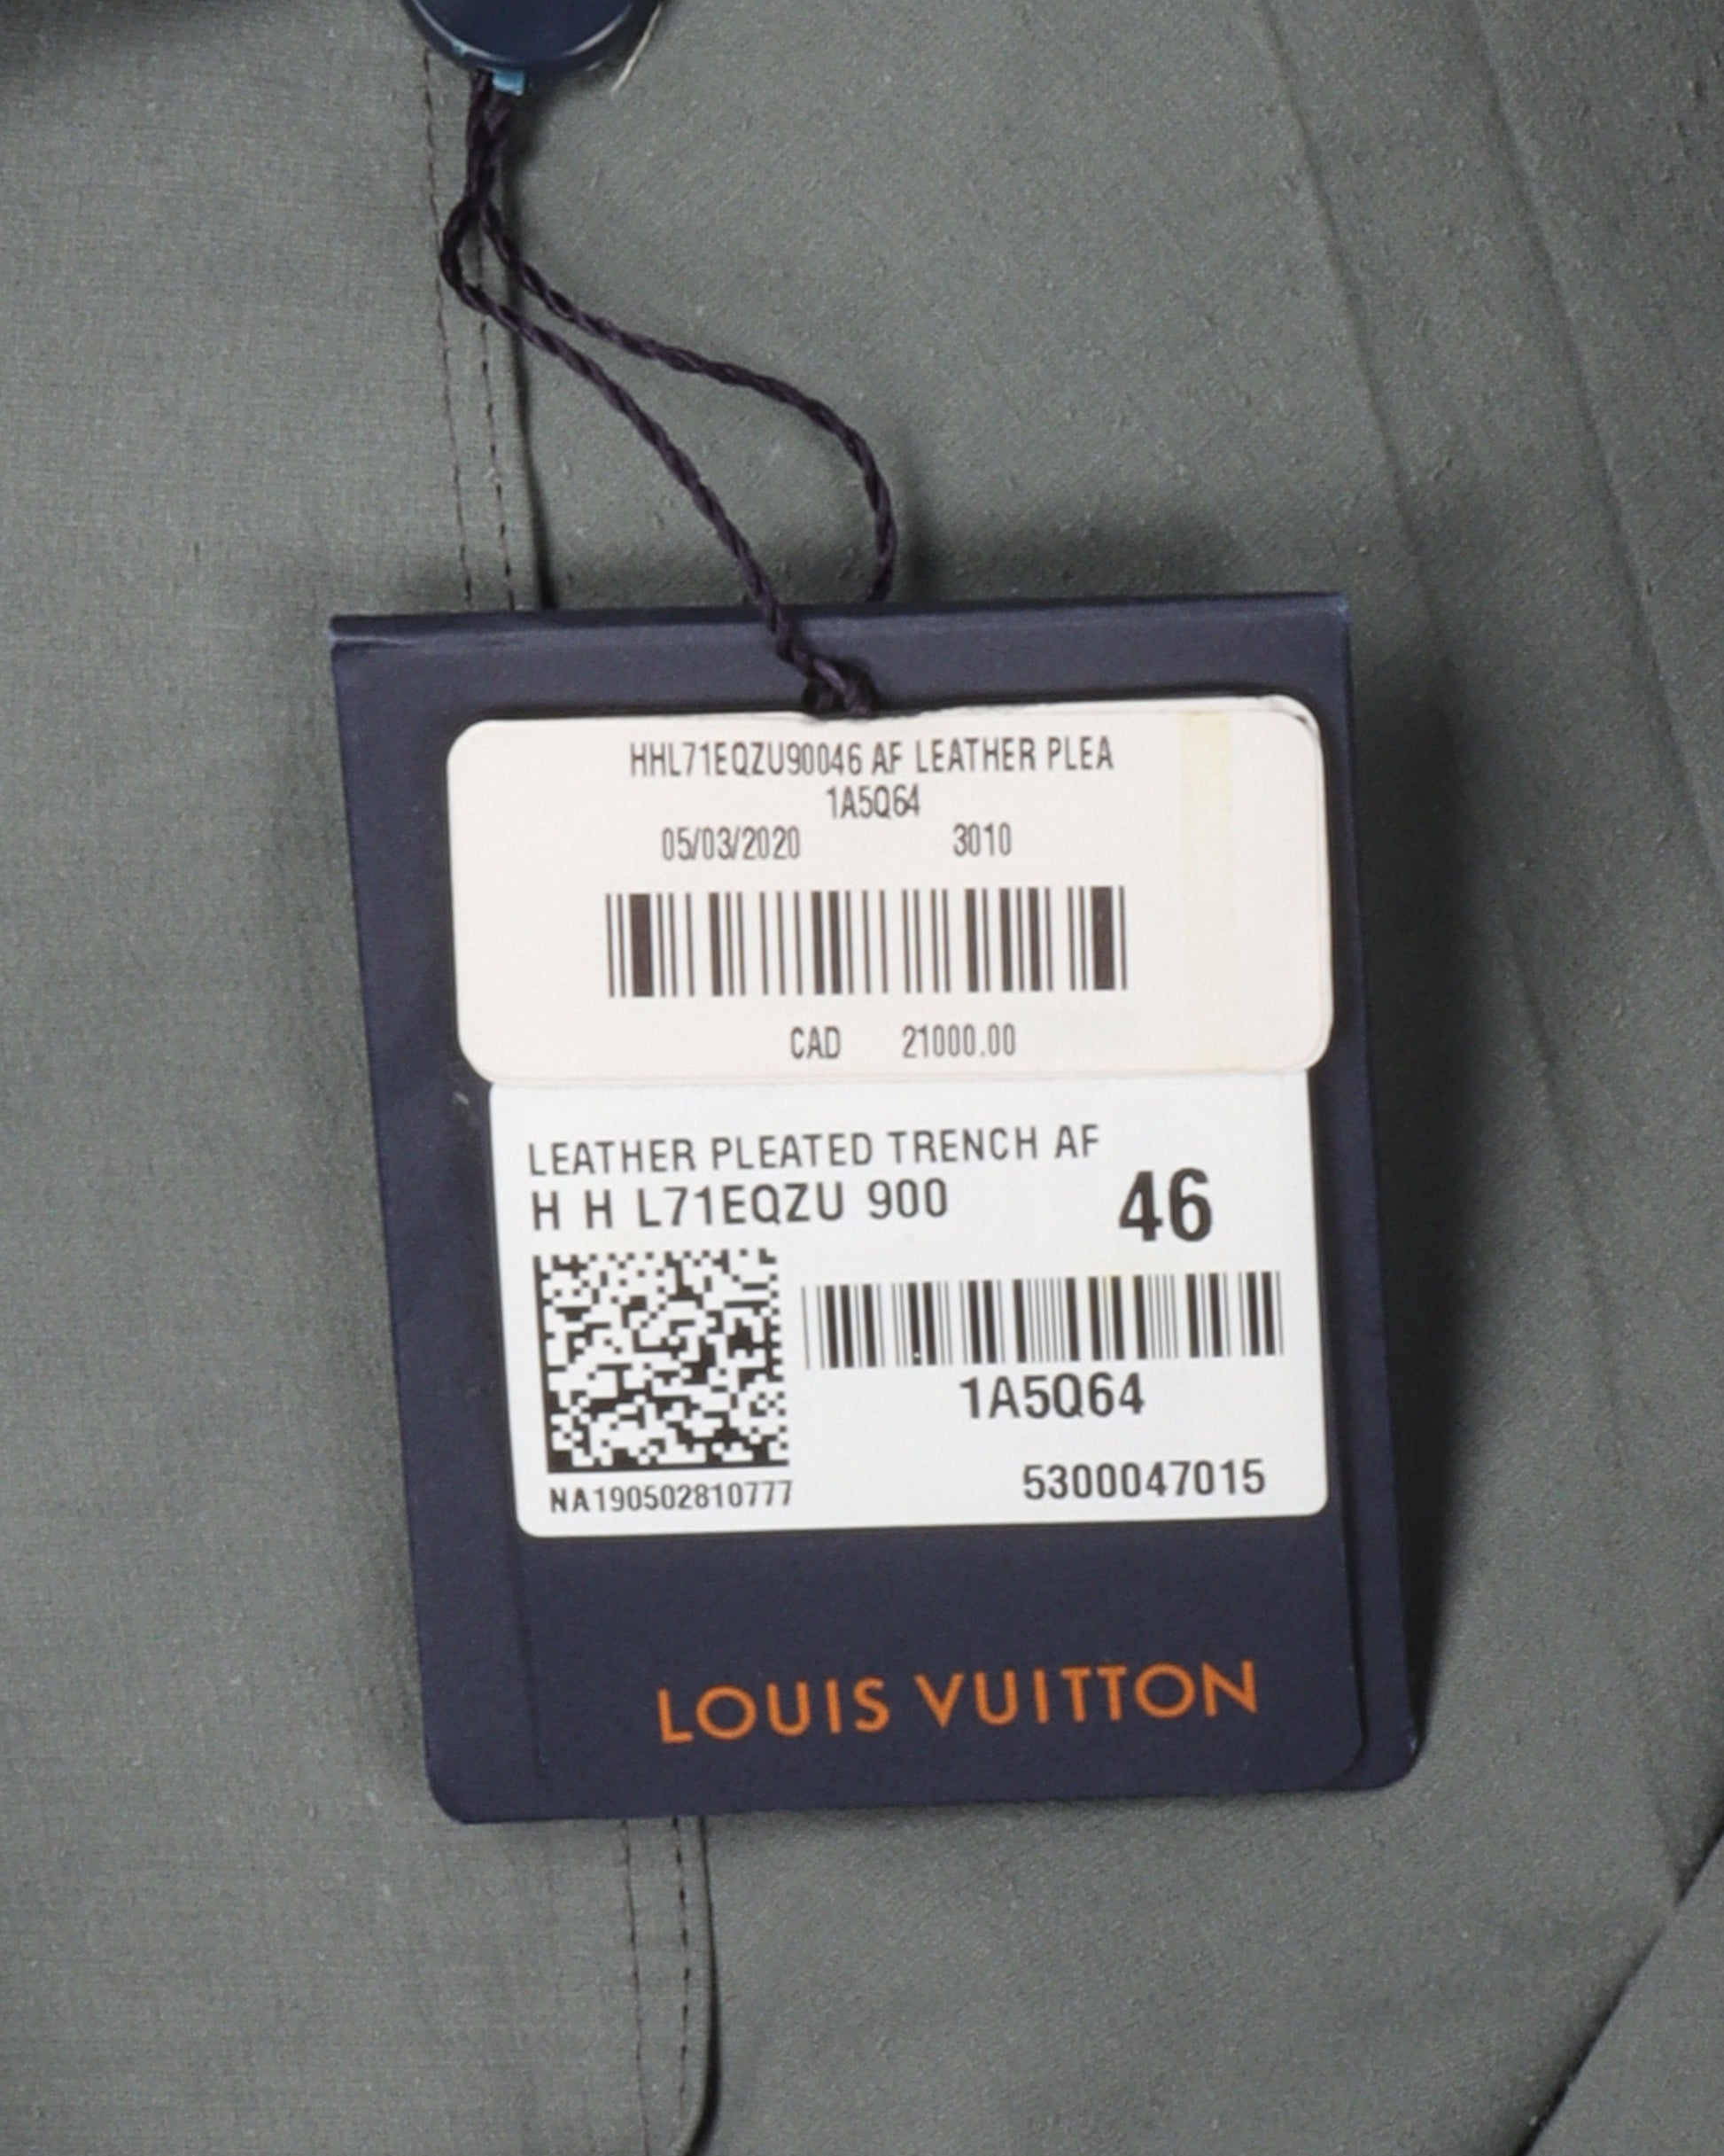 HHL71EQZU90046 AF LEATHER PLEA
1A5Q64
05/03/2020 3010
CAD 21000.00
LEATHER PLEATED TRENCH AF
H H L71EQZU 900 46
1A5Q64
5300047015
NA190502810777
LOUIS VUITTON